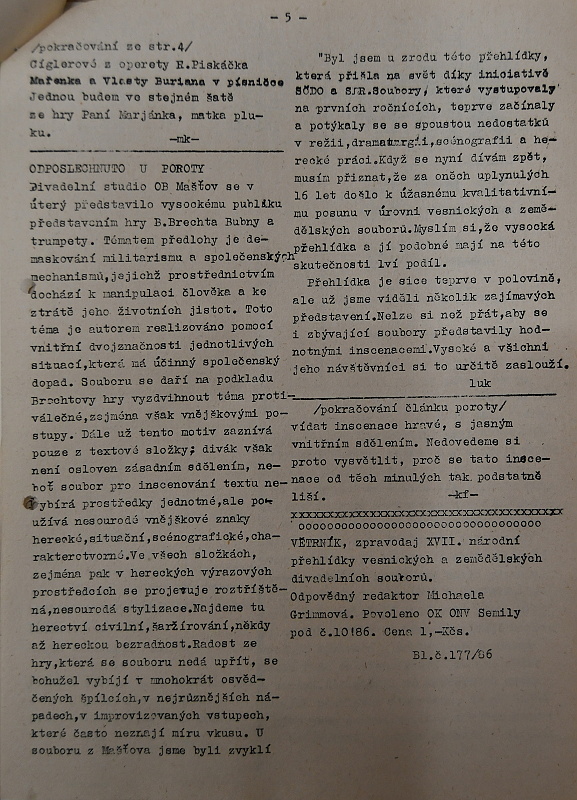 - 5 -
/pokračování ze str.4/
Cíglerové z operety R.Piskáčka
Mařenka a Vlasty Buriana v písničce
Jednou budem ve stejném šatě
ze hry Paní Marjánka, matka plu-
ku.
-mk-
ODPOSLECHNUTO U POROTY
Divadelní studio OB Mašťov se v
úterý představilo vysockému publiku
představením hry B.Brechta Bubny a
trumpety. Tématem předlohy je de-
maskování militarismu a společenských
mechanismů,jejichž prostřednictvím
dochází k manipulaci člověka a ke
ztrátě jeho životních jistot. Toto
téma je autorem realizováno pomocí
vnitřní dvojznačnosti jednotlivých
situací,která má účinný společenský
dopad. Souboru se daří na podkladu
Brechtovy hry vyzdvihnout téma proti-
válečné,zejména však vnějškovými po-
stupy. Dále už tento motiv zaznívá
pouze z textové složky; divák však
není osloven zásadním sdělením, ne-
boť soubor pro inscenování textu ne-
vybírá prostředky jednotné,ale po-
užívá nesourodé vnějškové znaky
herecké,situační,scénografické,cha-
rakterotvorné.Ve všech složkách,
zejména pak v hereckých výrazových
prostředcích se projevuje roztříště-
ná,nesourodá stylizace.Najdeme tu
herectví civilní,šaržírování,někdy
až hereckou bezradnost.Radost ze
hry,která se souboru nedá upřít, se
bohužel vybíjí v mnohokrát osvěd-
čených špílcích,v nejrůznějších ná-
padech,v improvizovaných vstupech,
které často neznají míru vkusu. U
souboru z Mašťova jsme byli zvyklí
"Byl jsem u zrodu této přehlídky,
která přišla na svět díky iniciativě
SČDO a SJR.Soubory, které vystupovaly
na prvních ročnících, teprve začínaly
a potýkaly se se spoustou nedostatků
v režii,dramaturgii,scénografii a he-
recké práci.Když se nyní dívám zpět,
musím přiznat,že za oněch uplynulých
16 let došlo k úžasnému kvalitativní-
mu posunu v úrovni vesnických a země-
dělských souborů.Myslím si,že vysocká
přehlídka a jí podobné mají na této
skutečnosti lví podíl.
Přehlídka je sice teprve v polovině,
ale už jsme viděli několik zajímavých
představení.Nelze si než přát,aby se
i zbývající soubory představily hod-
notnými inscenacemi.Vysoké a všichni
jeho návštěvníci si to určitě zaslouží.
luk
/pokračování článku poroty/
vídat inscenace hravé, s jasným
vnitřním sdělením. Nedovedeme si
proto vysvětlit, proč se tato insce-
nace od těch minulých tak podstatně
liší.
-kf-
xxxxxxxxxxxxxxxxxxxxxxxxxxxxxxxxxxxxx
oooooooooooooooooooooooooooooooo
VĚTRNÍK, zpravodaj XVII. národní
přehlídky vesnických a zemědělských
divadelních souborů.
Odpovědný redaktor Michaela
Grimmová. Povoleno OK ONV Semily
pod č.10186. Cena 1,-Kčs.
Bl.č.177/86